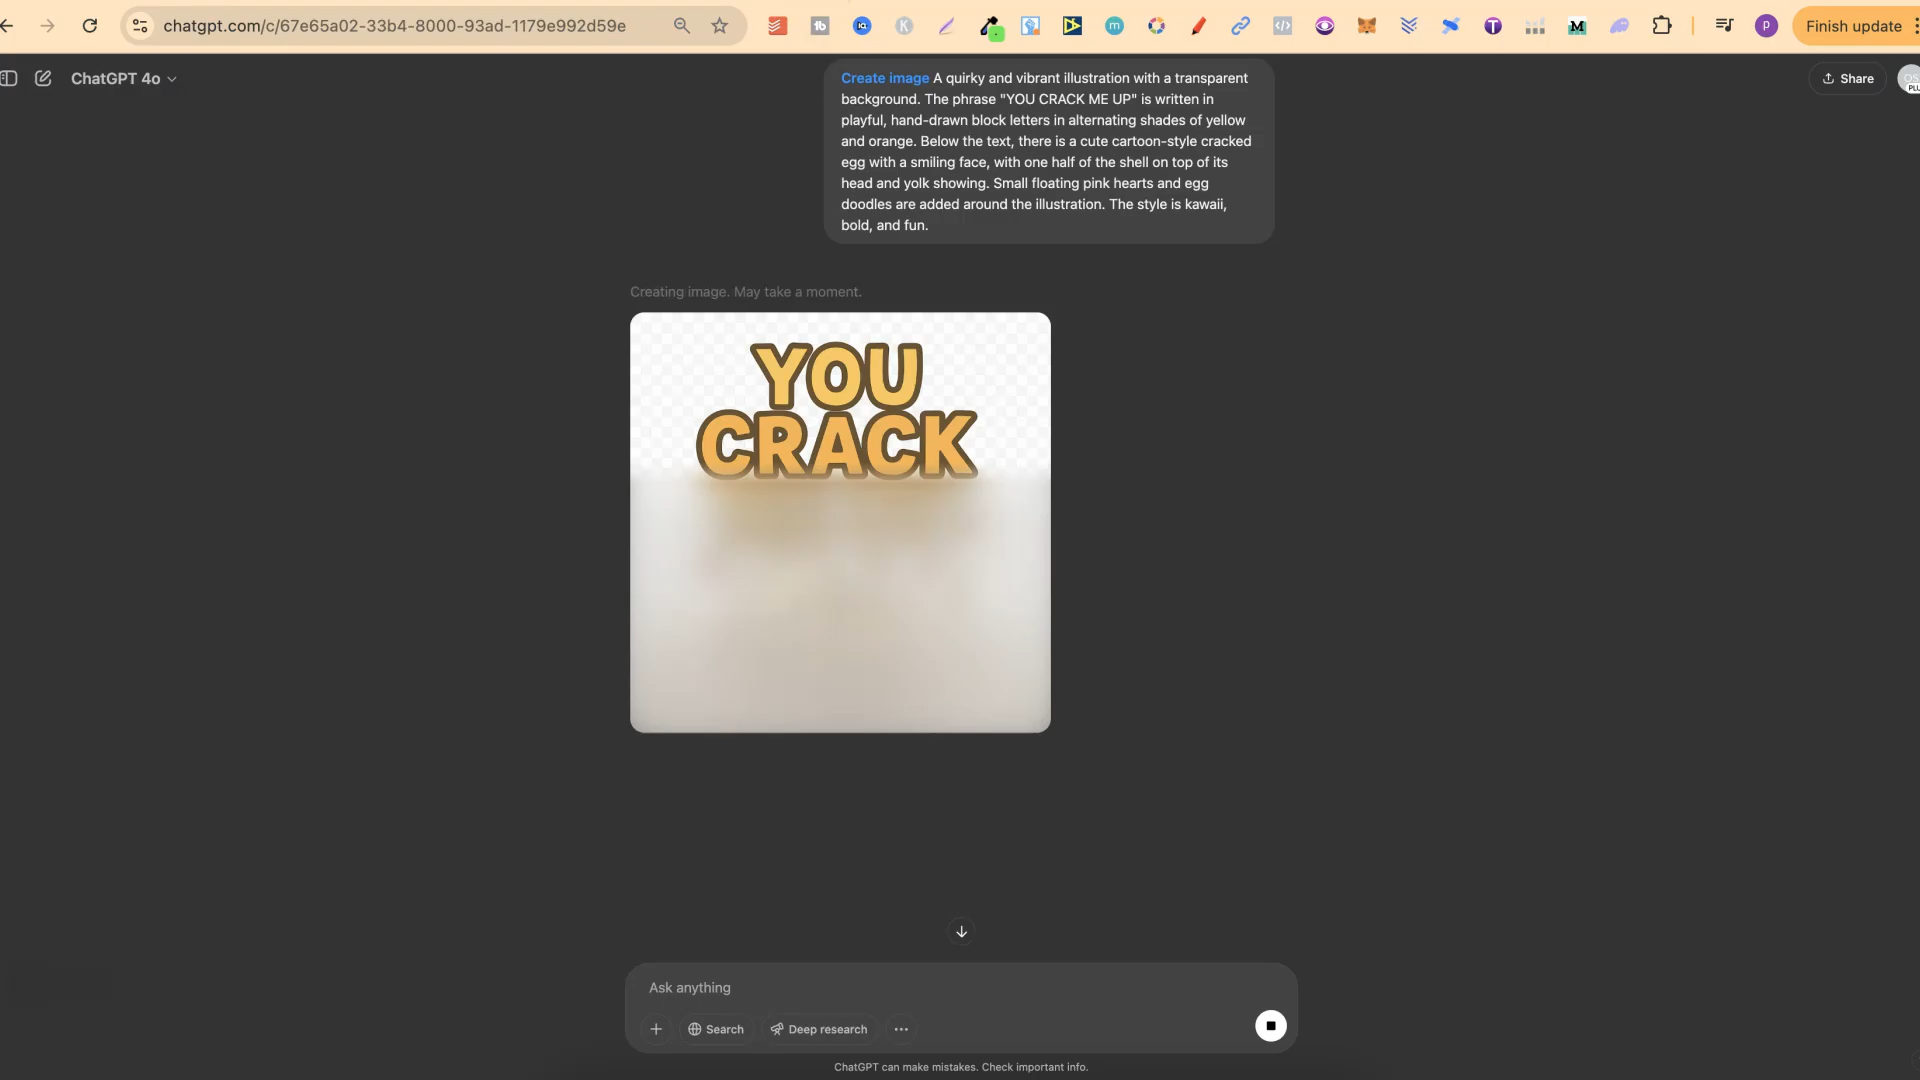 chatgpt.com/c/67e65a02-33b4-8000-93ad-1179e992d59e
Finish update
ChatGPT 4o
Share
PLU
Create image A quirky and vibrant illustration with a transparent
background. The phrase "YOU CRACK ME UP" is written in
playful, hand-drawn block letters in alternating shades of yellow
and orange. Below the text, there is a cute cartoon-style cracked
egg with a smiling face, with one half of the shell on top of its
head and yolk showing. Small floating pink hearts and egg
doodles are added around the illustration. The style is kawaii,
bold, and fun.
Creating image. May take a moment.
YOU
CRACK
Ask anything
Search
Deep research
ChatGPT can make mistakes. Check important info.